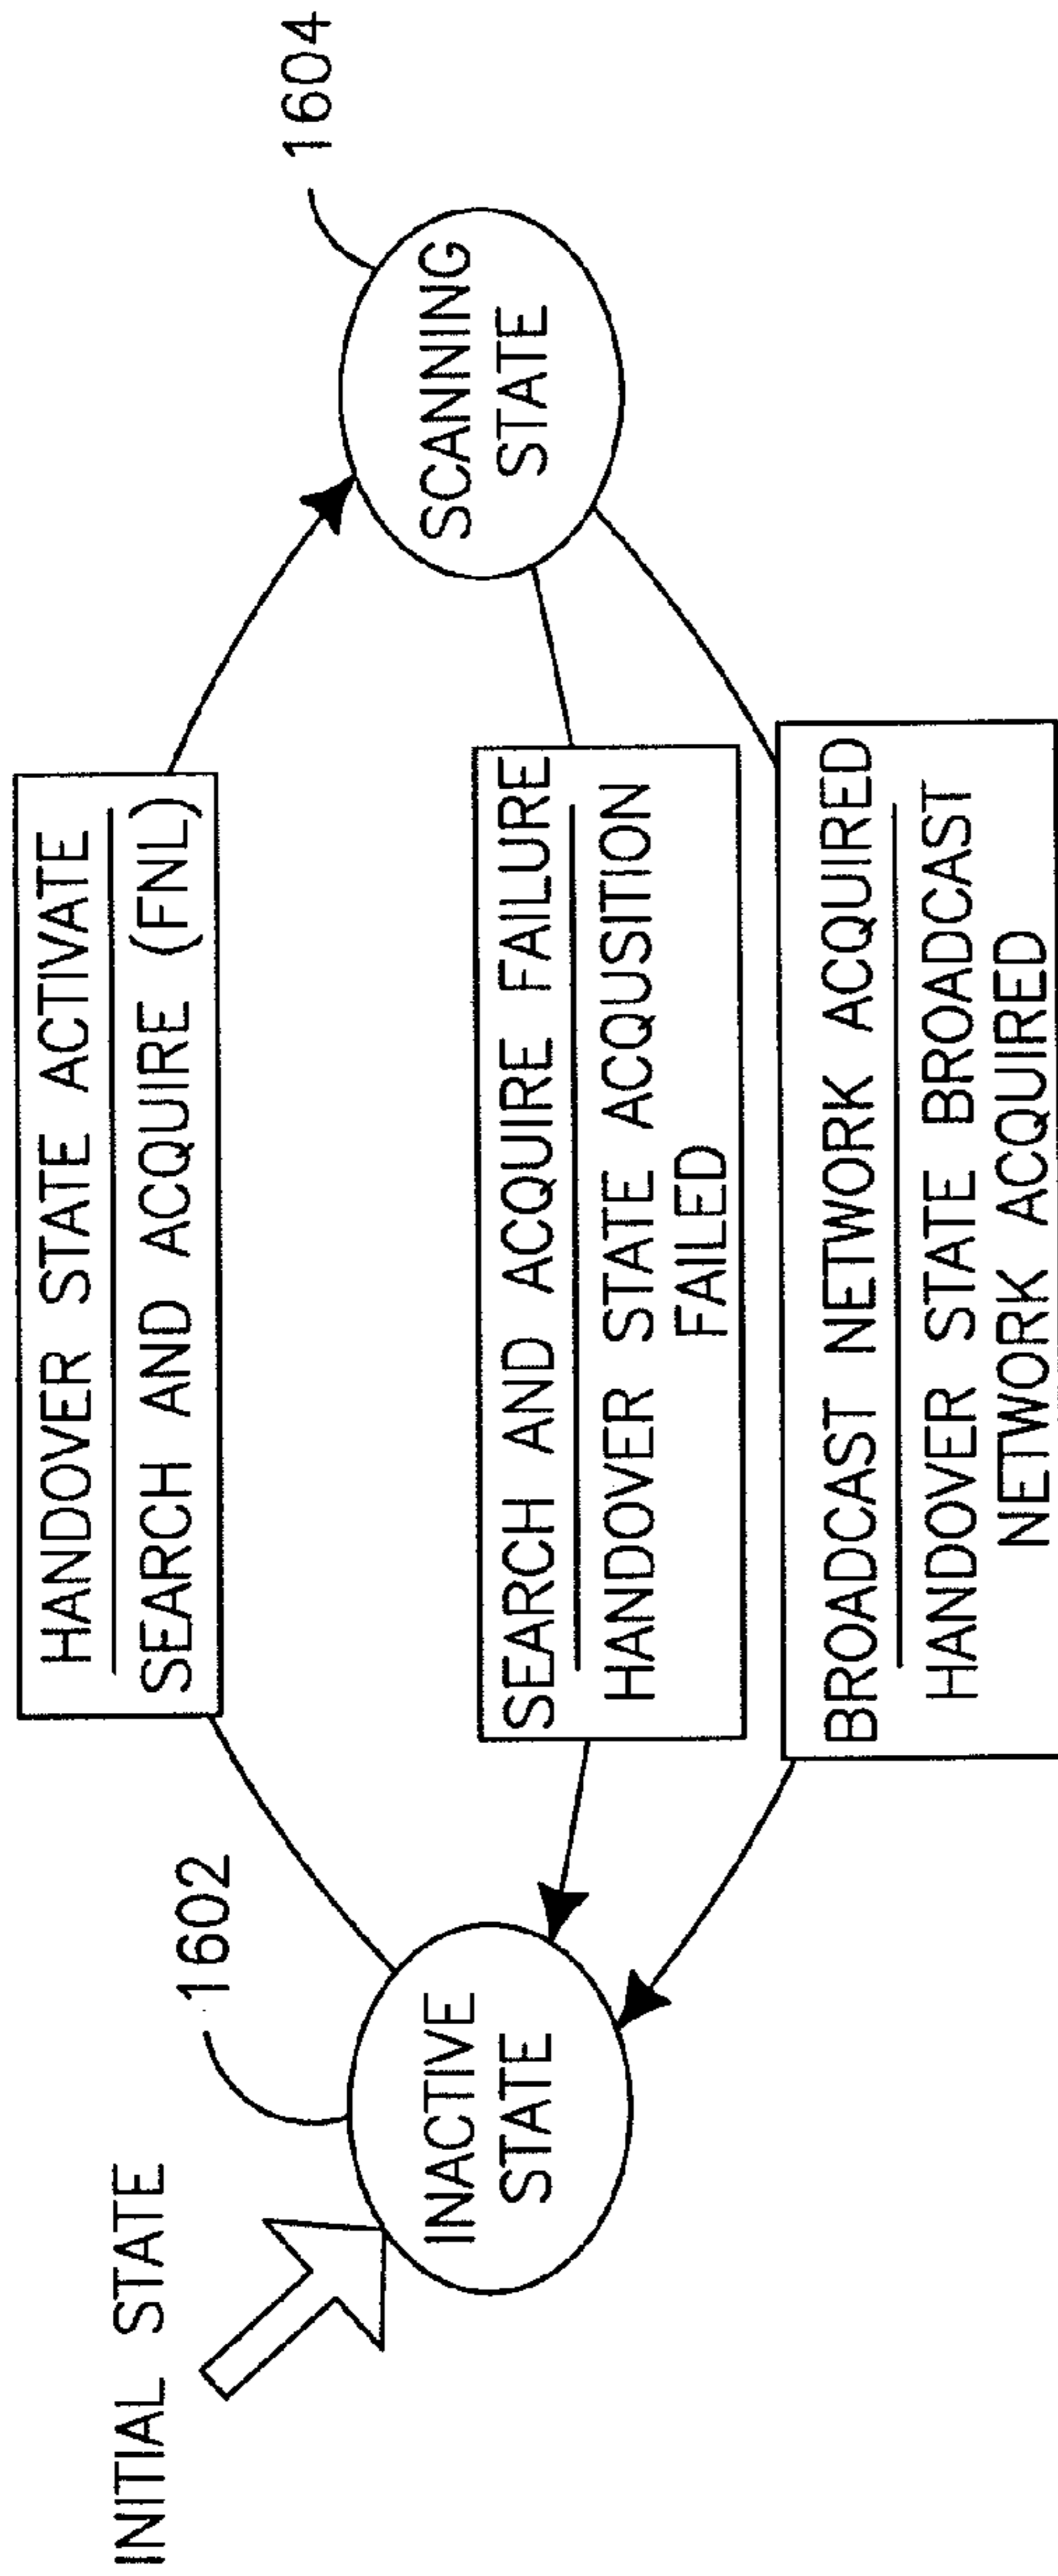 INITIAL STATE
1602
INACTIVE
STATE
HANDOVER STATE ACTIVATE
SEARCH AND ACQUIRE (FNL)
SEARCH AND ACQUIRE FAILURE
HANDOVER STATE ACQUSITION
FAILED
BROADCAST NETWORK ACQUIRED
HANDOVER STATE BROADCAST
NETWORK ACQUIRED
1604
SCANNING
STATE